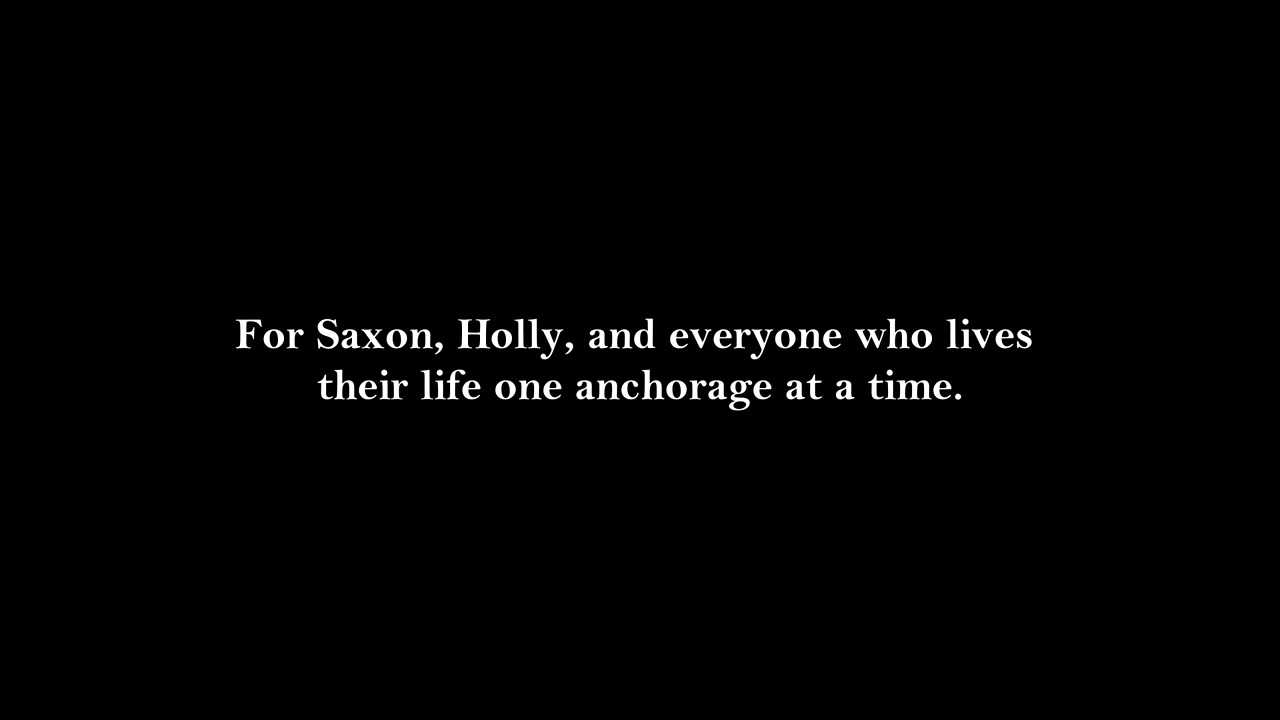 For Saxon, Holly, and everyone who lives
their life one anchorage at a time.